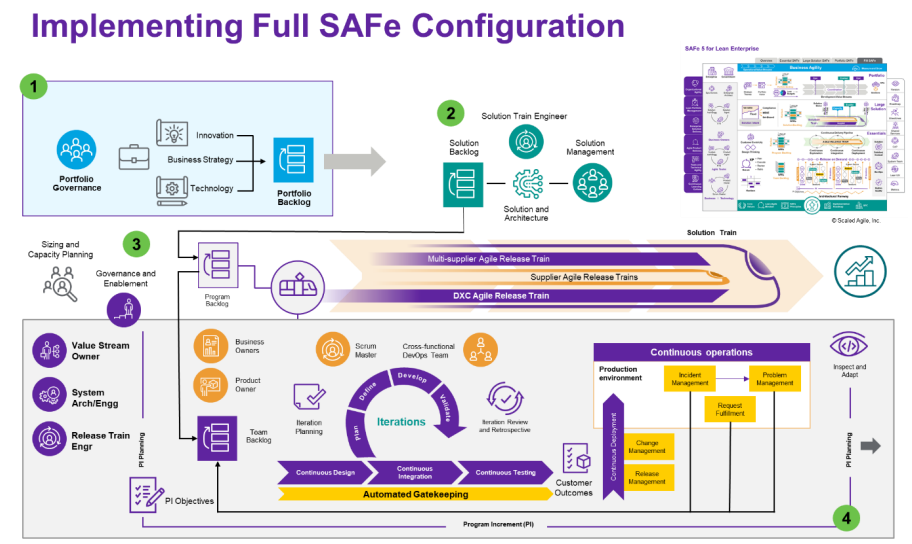 Implementing Full SAFe Configuration
SAFe 5 for Lean Enterprise
Business Agility
Portfolio
Large
Solution
Essentials
© Scaled Agile, Inc.
1
Portfolio
Governance
Innovation
Business Strategy
Technology
Portfolio
Backlog
2
Solution Train Engineer
Solution
Backlog
Solution
Management
Solution and
Architecture
3
Sizing and
Capacity Planning
Governance and
Enablement
Program
Backlog
Solution Train
Multi-supplier Agile Release Train
Supplier Agile Release Trains
DXC Agile Release Train
Value Stream
Owner
System
Arch/Engg
Release Train
Engr
PI Planning
PI Objectives
Business
Owners
Product
Owner
Team
Backlog
Scrum
Master
Cross-functional
DevOps Team
Iteration
Planning
Plan
Define
Develop
Validate
Iterations
Iteration Review
and Retrospective
Continuous Design
Continuous
Integration
Continuous Testing
Automated Gatekeeping
Customer
Outcomes
Continuous operations
Production
environment
Incident
Management
Problem
Management
Request
Fulfillment
Continuous Deployment
Change
Management
Release
Management
Inspect and
Adapt
PI Planning
4
Program Increment (PI)